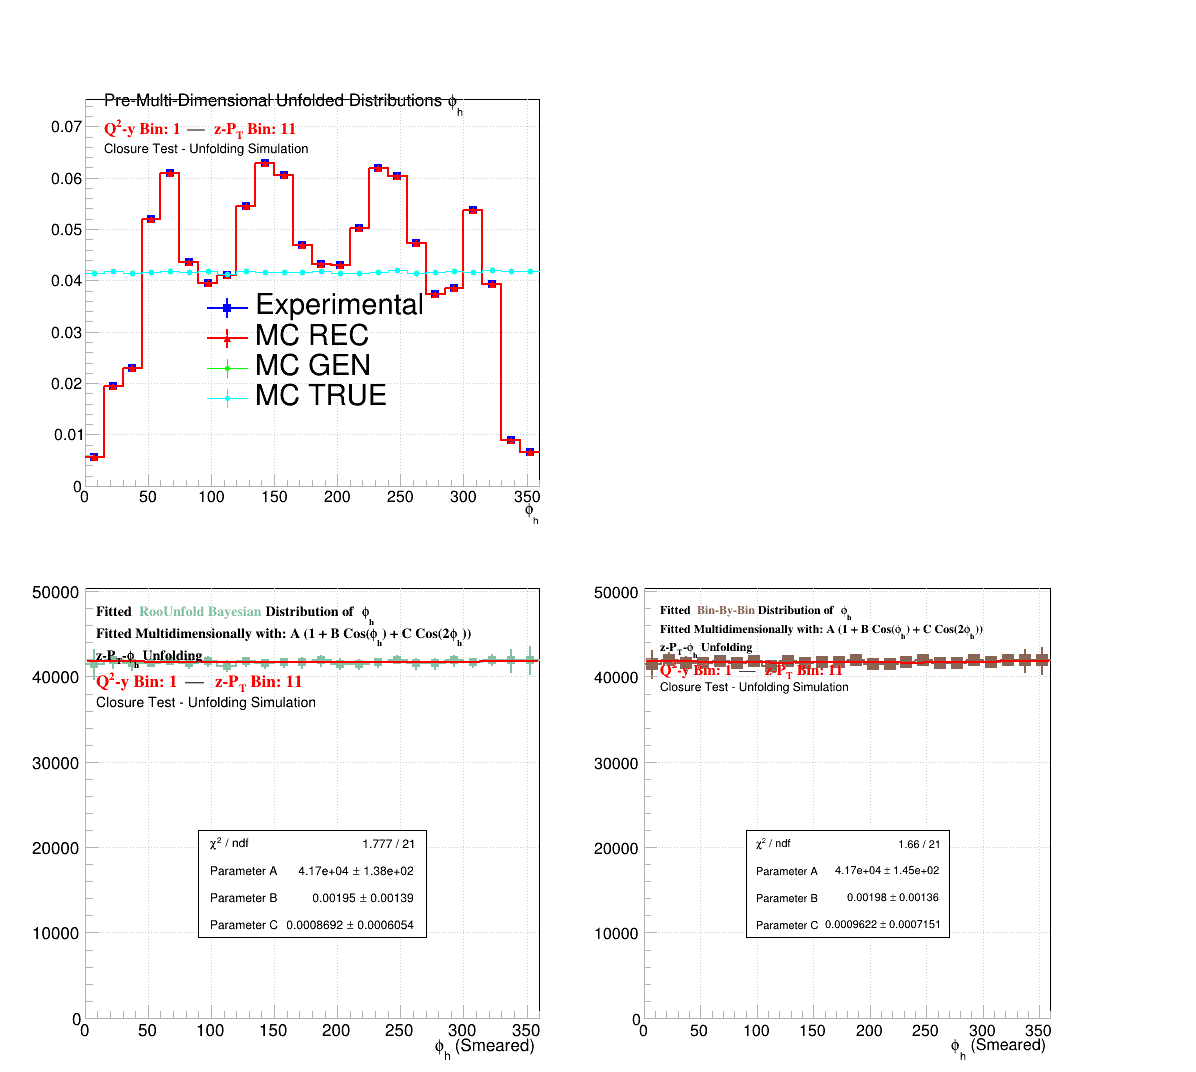 Pre-Multi-Dimensional Unfolded Distributions ϕh
Q²-y Bin: 1 — z-PT Bin: 11
Closure Test - Unfolding Simulation
0.07
0.06
0.05
0.04
0.03
0.02
0.01
0
Experimental
MC REC
MC GEN
MC TRUE
0 50 100 150 200 250 300 350
ϕh
50000
40000
30000
20000
10000
0
Fitted RooUnfold Bayesian Distribution of ϕh
Fitted Multidimensionally with: A (1 + B Cos(ϕh) + C Cos(2ϕh))
z-PT-ϕh Unfolding
Q²-y Bin: 1 — z-PT Bin: 11
Closure Test - Unfolding Simulation
χ² / ndf 1.777 / 21
Parameter A 4.17e+04 ± 1.38e+02
Parameter B 0.00195 ± 0.00139
Parameter C 0.0008692 ± 0.0006054
0 50 100 150 200 250 300 350
ϕh (Smeared)
50000
40000
30000
20000
10000
0
Fitted Bin-By-Bin Distribution of ϕh
Fitted Multidimensionally with: A (1 + B Cos(ϕh) + C Cos(2ϕh))
z-PT-ϕh Unfolding
Q²-y Bin: 1 — z-PT Bin: 11
Closure Test - Unfolding Simulation
χ² / ndf 1.66 / 21
Parameter A 4.17e+04 ± 1.45e+02
Parameter B 0.00198 ± 0.00136
Parameter C 0.0009622 ± 0.0007151
0 50 100 150 200 250 300 350
ϕh (Smeared)